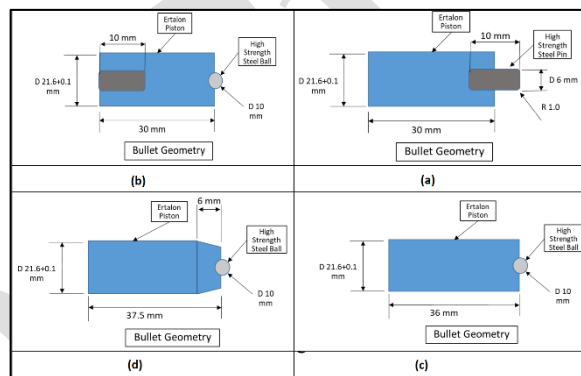 Ertalon
Piston
10 mm
High
Strength
Steel Ball
D 21.6+0.1
mm
D 10
mm
30 mm
Bullet Geometry
(b)
Ertalon
Piston
10 mm
High
Strength
Steel Pin
D 21.6+0.1
mm
D 6 mm
R 1.0
30 mm
Bullet Geometry
(a)
Ertalon
Piston
6 mm
High
Strength
Steel Ball
D 21.6+0.1
mm
D 10
mm
37.5 mm
Bullet Geometry
(d)
Ertalon
Piston
High
Strength
Steel Ball
D 21.6+0.1
mm
D 10
mm
36 mm
Bullet Geometry
(c)